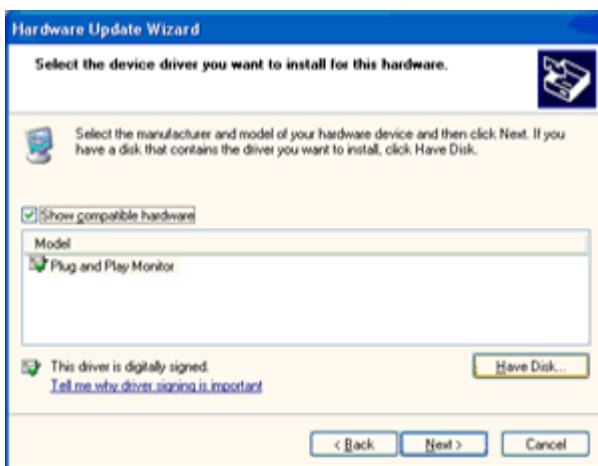 Hardware Update Wizard
Select the device driver you want to install for this hardware.
Select the manufacturer and model of your hardware device and then click Next. If you
have a disk that contains the driver you want to install, click Have Disk.
Show compatible hardware
Model
Plug and Play Monitor
This driver is digitally signed.
Have Disk...
Tell me why driver signing is important
< Back
Next >
Cancel